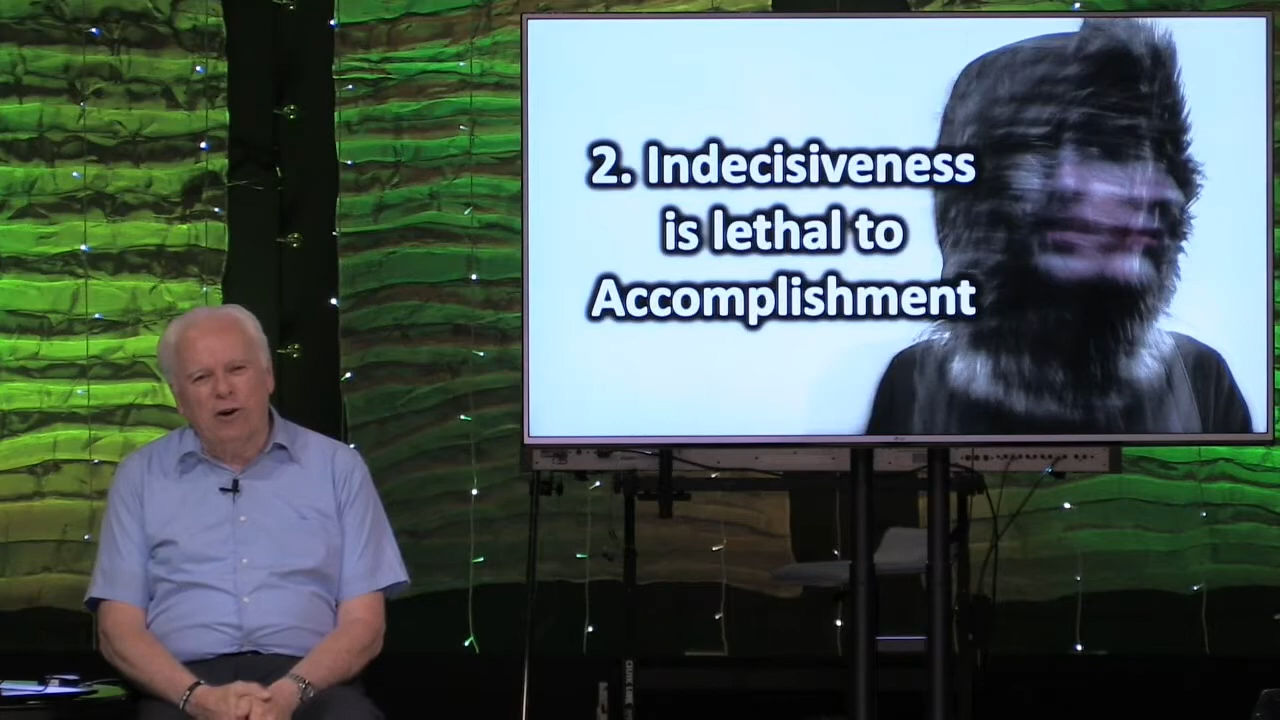 2. Indecisiveness
is lethal to
Accomplishment